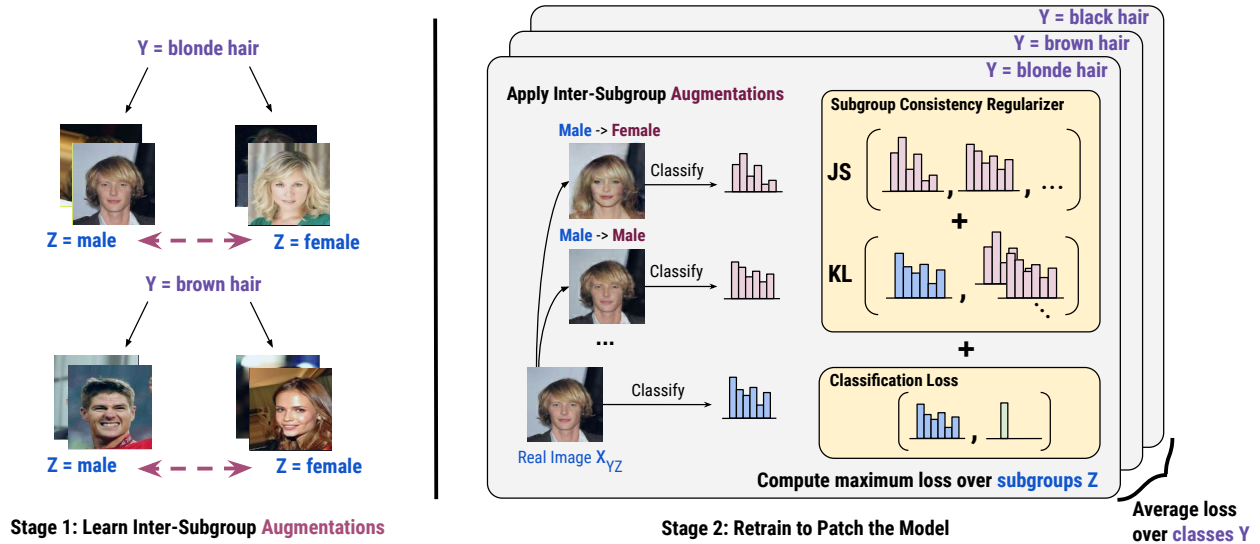 Y = blonde hair
Z = male
Z = female
Y = brown hair
Z = male
Z = female
Stage 1: Learn Inter-Subgroup Augmentations
Y = black hair
Y = brown hair
Y = blonde hair
Apply Inter-Subgroup Augmentations
Male -> Female
Classify
Male -> Male
Classify
...
Classify
Real Image X_YZ
Subgroup Consistency Regularizer
JS
, , ...
+
KL
,
+
Classification Loss
,
Compute maximum loss over subgroups Z
Stage 2: Retrain to Patch the Model
Average loss
over classes Y